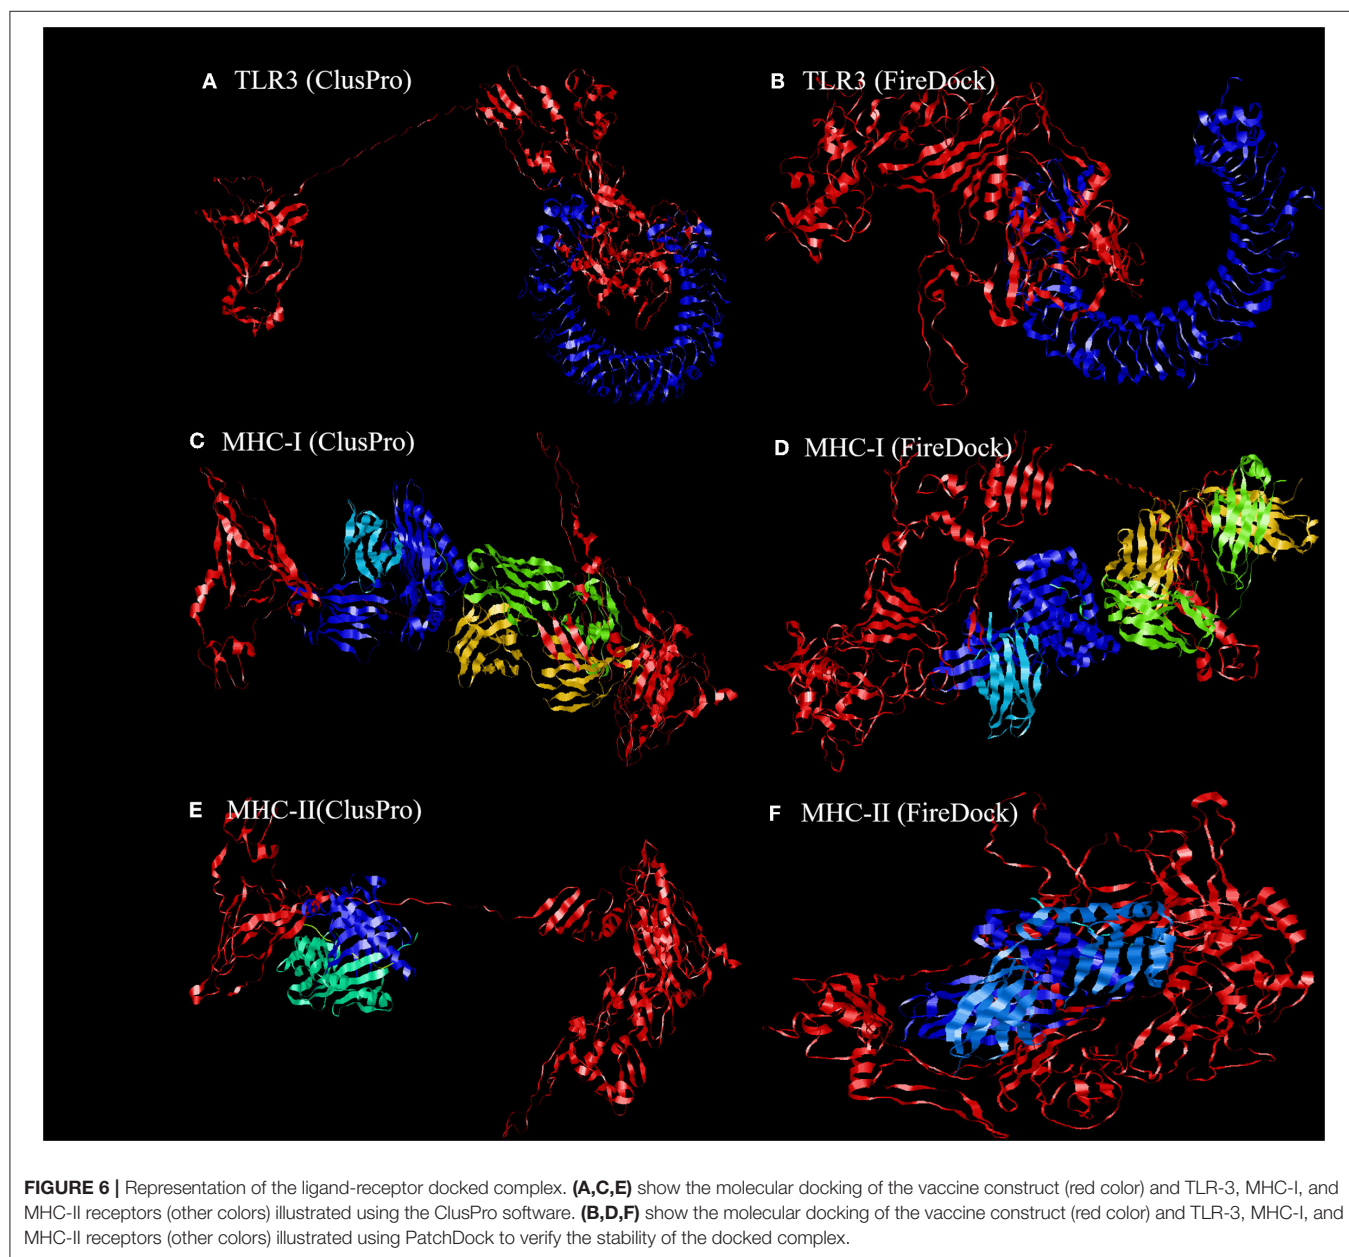 A TLR3 (ClusPro)
B TLR3 (FireDock)
C MHC-I (ClusPro)
D MHC-I (FireDock)
E MHC-II(ClusPro)
F MHC-II (FireDock)
FIGURE 6 | Representation of the ligand-receptor docked complex. (A,C,E) show the molecular docking of the vaccine construct (red color) and TLR-3, MHC-I, and
MHC-II receptors (other colors) illustrated using the ClusPro software. (B,D,F) show the molecular docking of the vaccine construct (red color) and TLR-3, MHC-I, and
MHC-II receptors (other colors) illustrated using PatchDock to verify the stability of the docked complex.